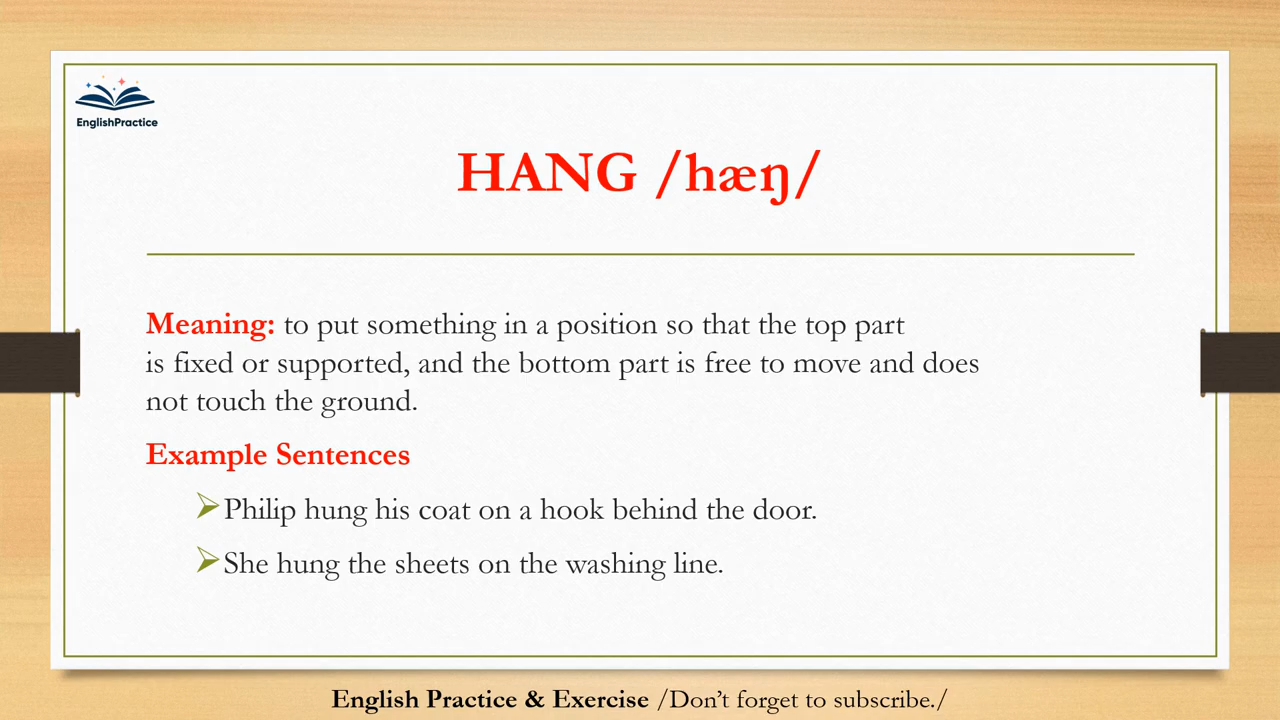 EnglishPractice
HANG /hæŋ/
Meaning: to put something in a position so that the top part
is fixed or supported, and the bottom part is free to move and does
not touch the ground.
Example Sentences
Philip hung his coat on a hook behind the door.
She hung the sheets on the washing line.
English Practice & Exercise /Don’t forget to subscribe./